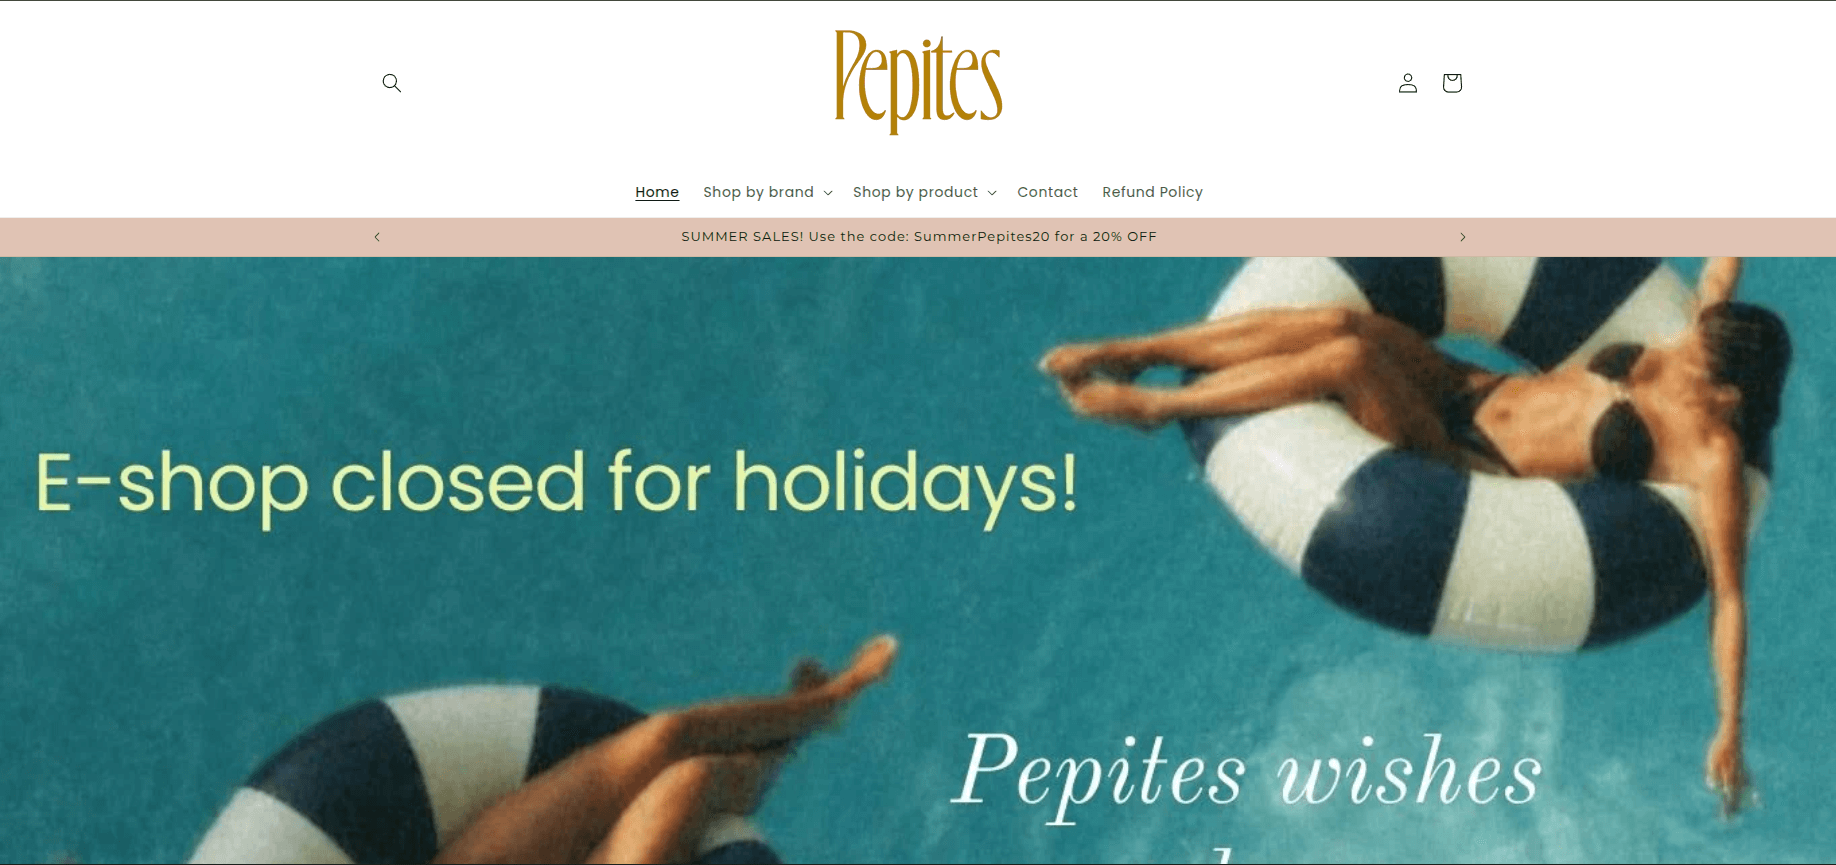 Pepites
Home Shop by brand Shop by product Contact Refund Policy
SUMMER SALES! Use the code: SummerPepites20 for a 20% OFF
E-shop closed for holidays!
Pepites wishes